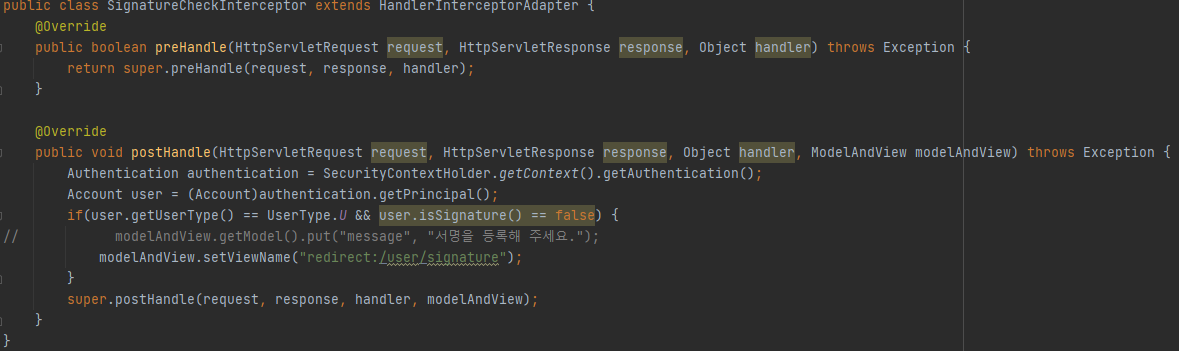 public class SignatureCheckInterceptor extends HandlerInterceptorAdapter {
@Override
public boolean preHandle(HttpServletRequest request, HttpServletResponse response, Object handler) throws Exception {
return super.preHandle(request, response, handler);
}
@Override
public void postHandle(HttpServletRequest request, HttpServletResponse response, Object handler, ModelAndView modelAndView) throws Exception {
Authentication authentication = SecurityContextHolder.getContext().getAuthentication();
Account user = (Account)authentication.getPrincipal();
if(user.getUserType() == UserType.U && user.isSignature() == false) {
// modelAndView.getModel().put("message", "서명을 등록해 주세요.");
modelAndView.setViewName("redirect:/user/signature");
}
super.postHandle(request, response, handler, modelAndView);
}
}